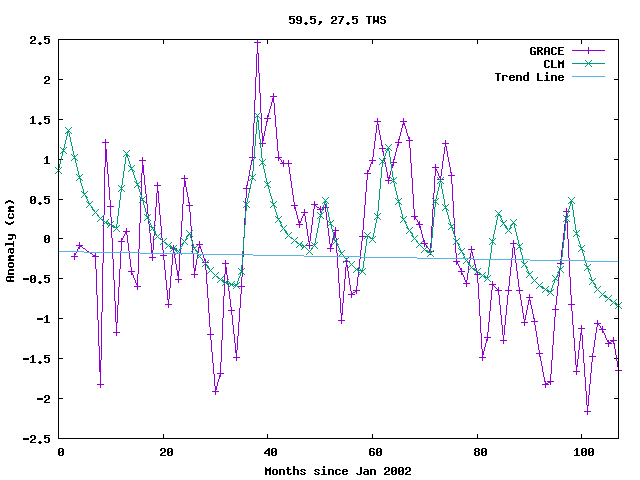 59.5, 27.5 TWS
GRACE
CLM
Trend Line
Anomaly (cm)
2.5
2
1.5
1
0.5
0
-0.5
-1
-1.5
-2
-2.5
0 20 40 60 80 100
Months since Jan 2002